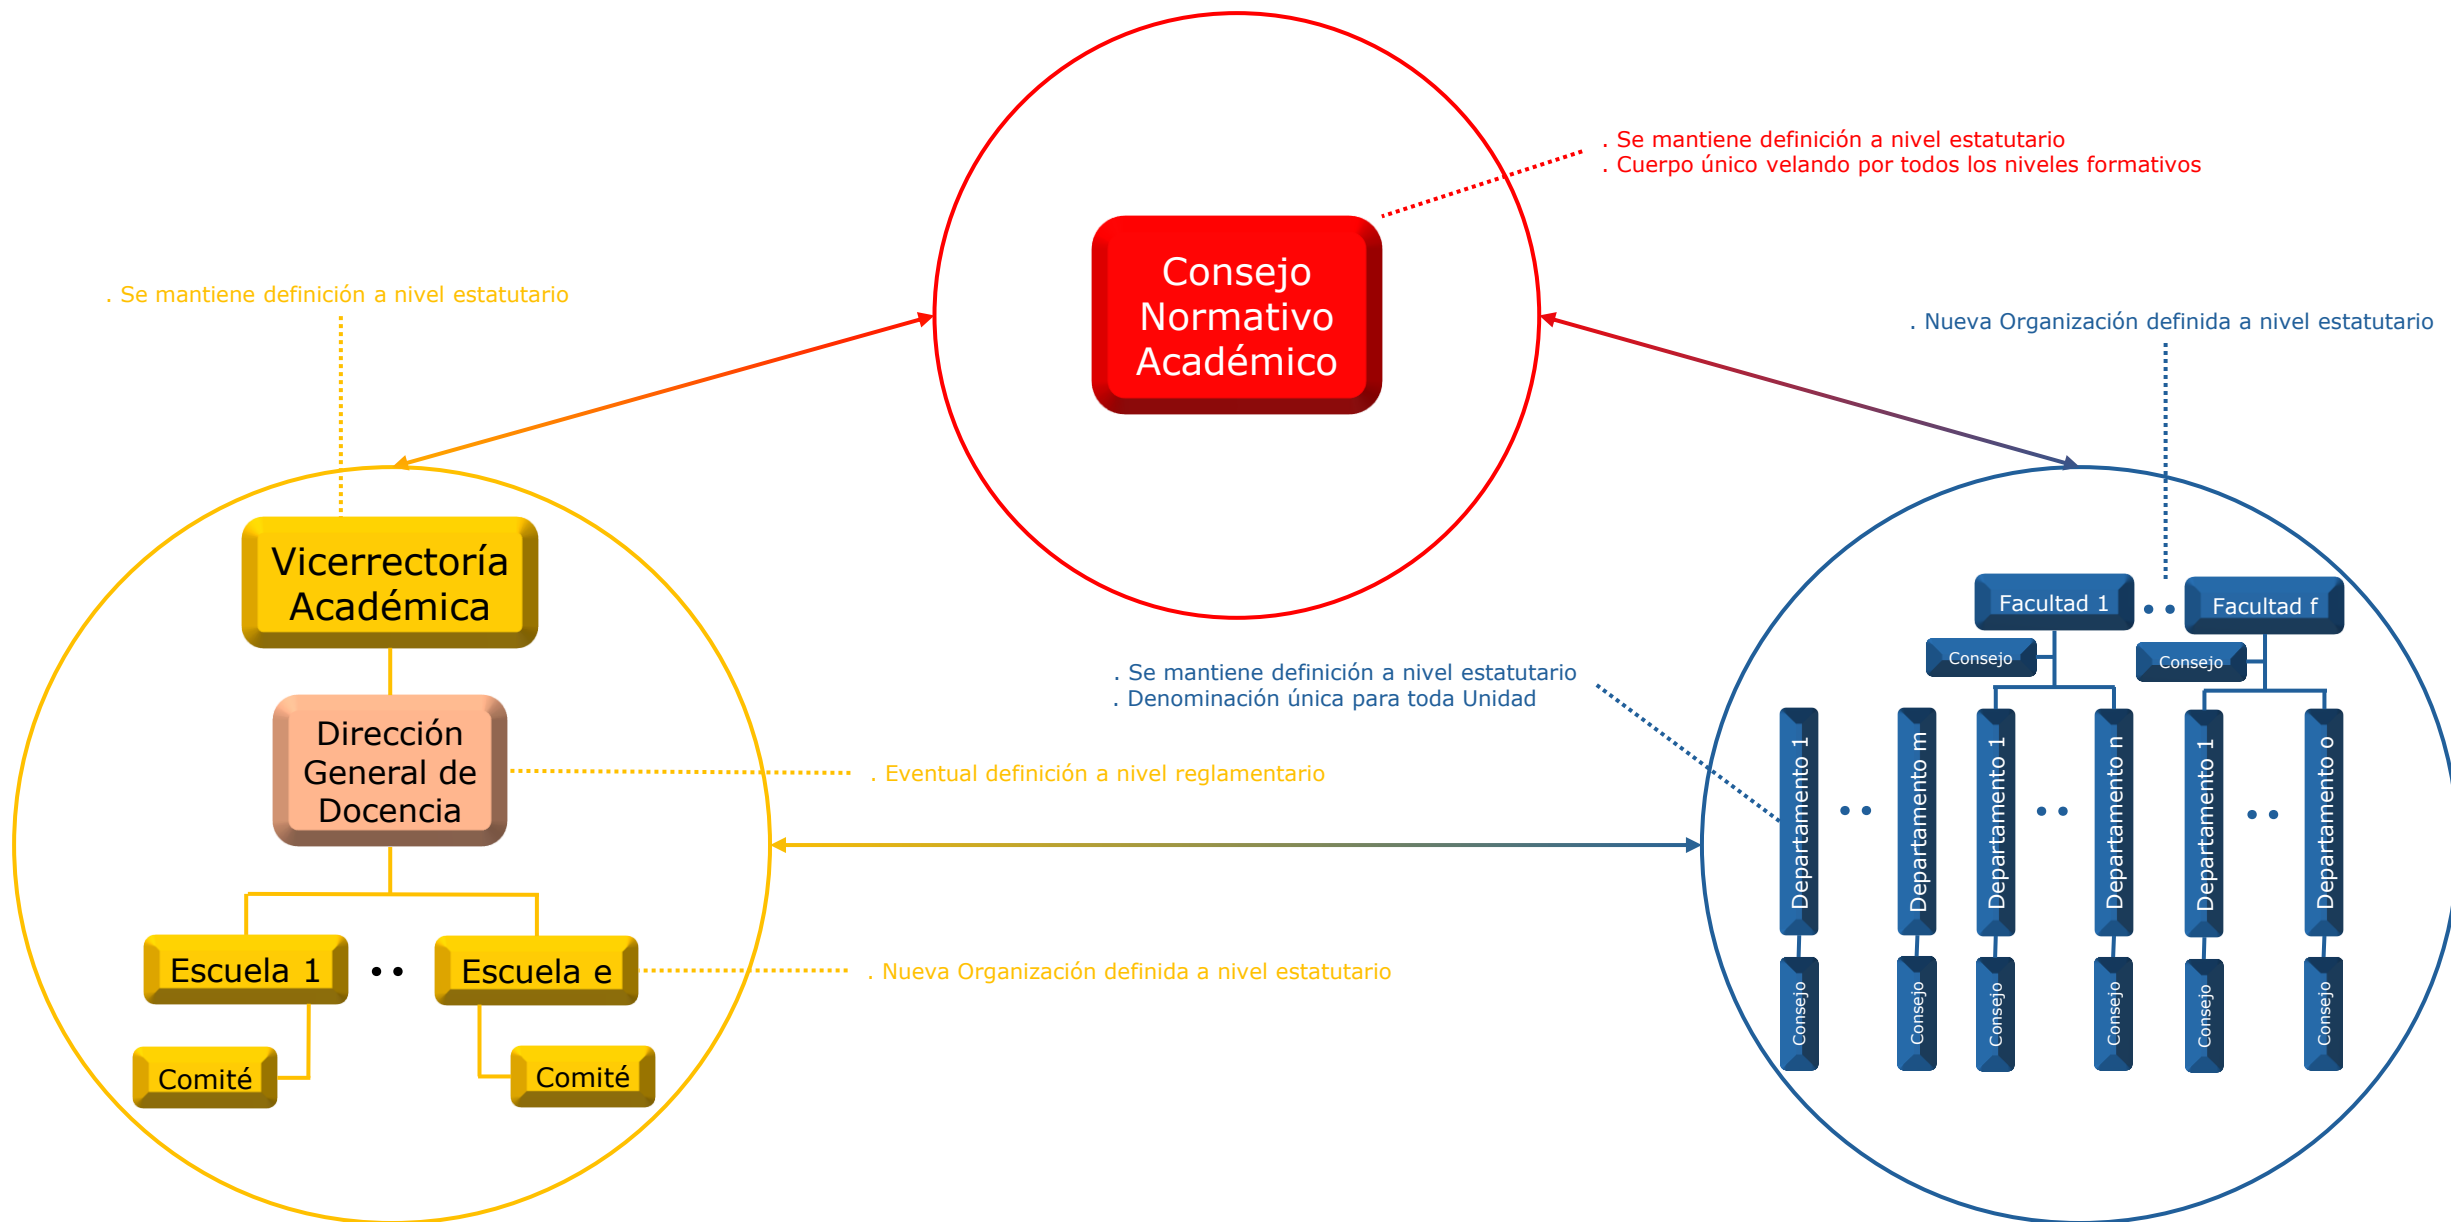 . Se mantiene definición a nivel estatutario
. Cuerpo único velando por todos los niveles formativos
Consejo
Normativo
Académico
. Se mantiene definición a nivel estatutario
. Nueva Organización definida a nivel estatutario
Vicerrectoría
Académica
Dirección
General de
Docencia
. Eventual definición a nivel reglamentario
Escuela 1
••
Escuela e
. Nueva Organización definida a nivel estatutario
Comité
Comité
. Se mantiene definición a nivel estatutario
. Denominación única para toda Unidad
Facultad 1
••
Facultad f
Consejo
Consejo
Departamento 1
••
Departamento m
Departamento 1
••
Departamento n
Departamento 1
••
Departamento o
Consejo
Consejo
Consejo
Consejo
Consejo
Consejo